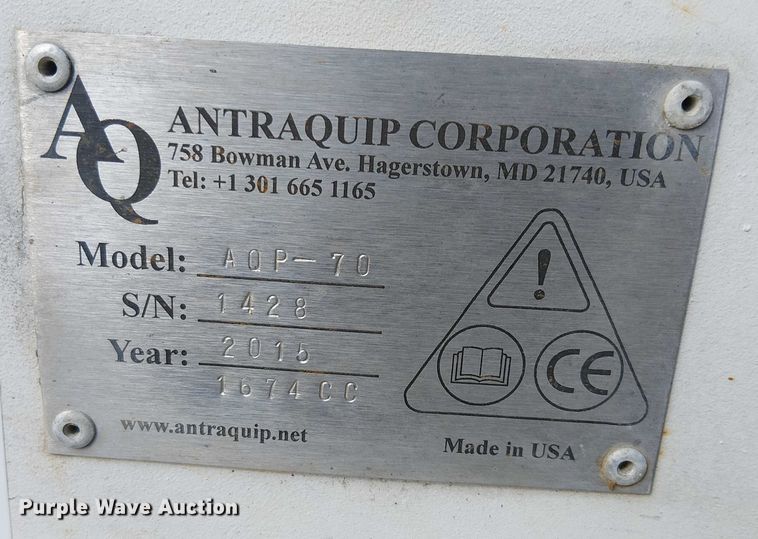 AQ
ANTRAQUIP CORPORATION
758 Bowman Ave. Hagerstown, MD 21740, USA
Tel: +1 301 665 1165
Model: AQP-70
S/N: 1428
Year: 2015
1674CC
!
CE
www.antraquip.net
Made in USA
Purple Wave Auction